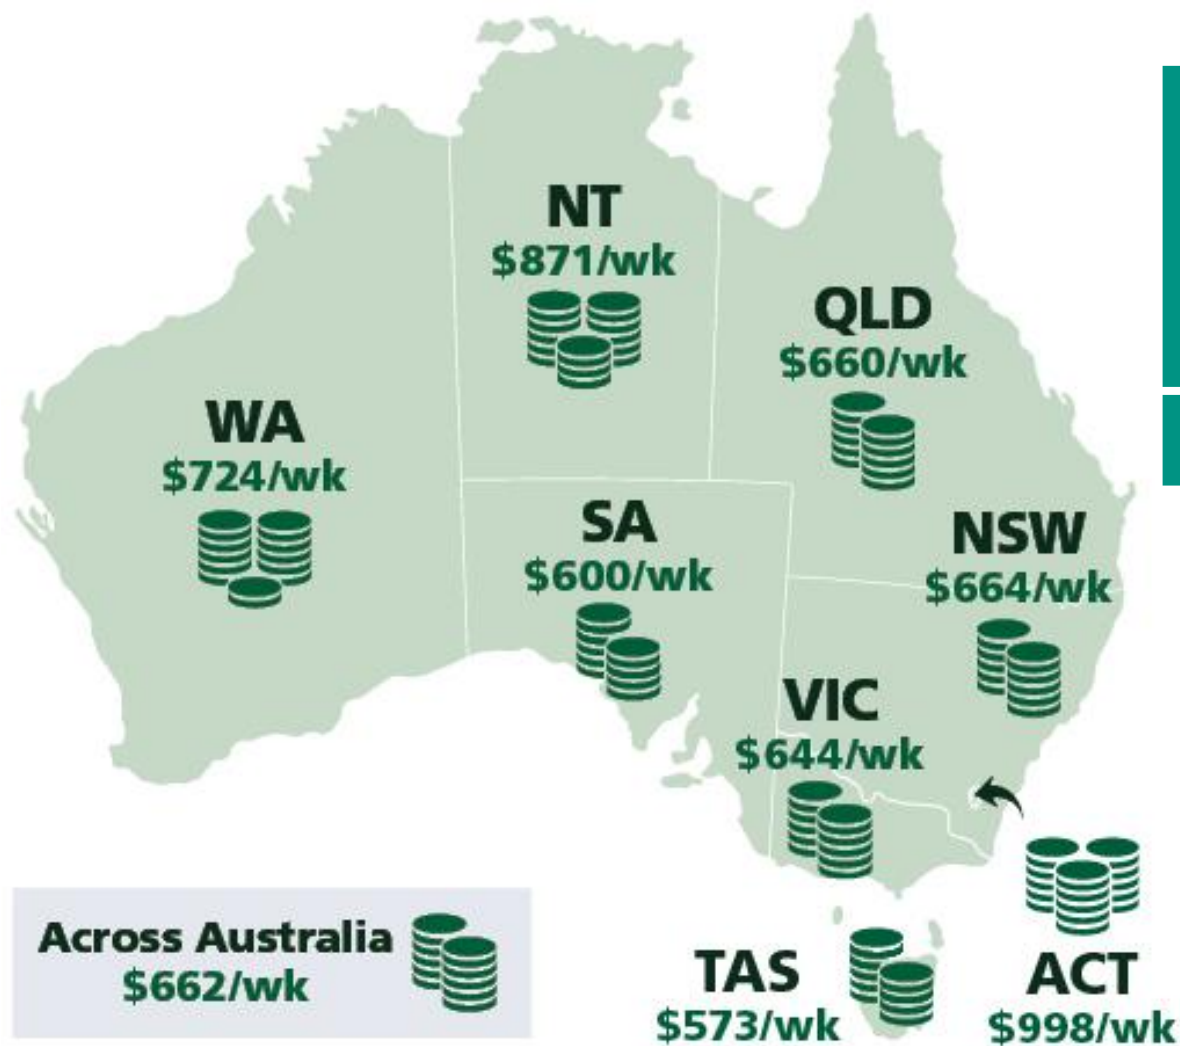 NT
$871/wk
QLD
$660/wk
WA
$724/wk
SA
$600/wk
NSW
$664/wk
VIC
$644/wk
Across Australia
$662/wk
TAS
$573/wk
ACT
$998/wk